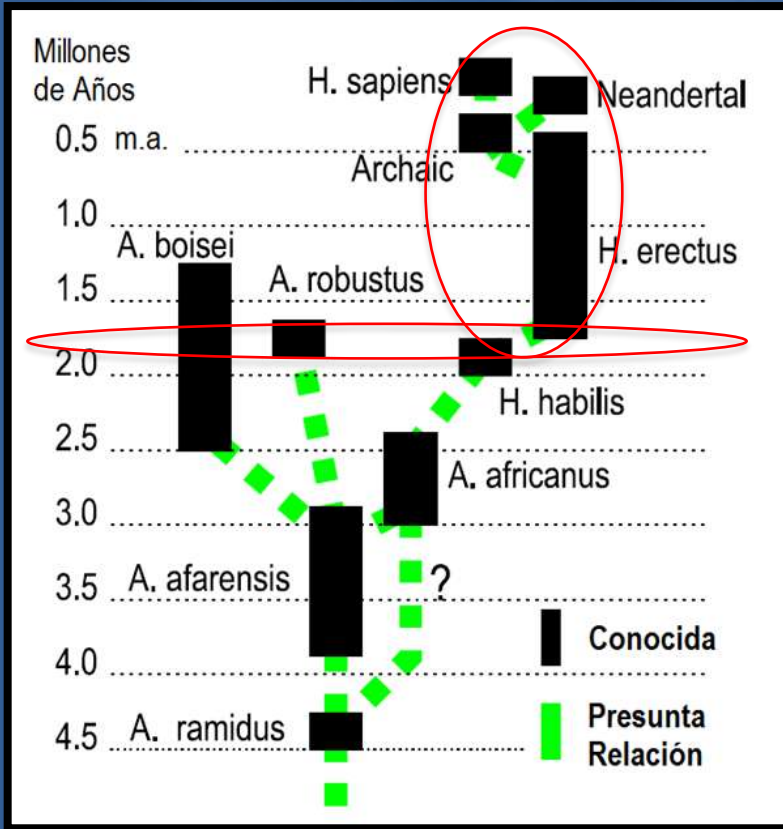 Millones
de Años
H. sapiens
Neandertal
0.5 m.a.
Archaic
1.0
A. boisei
H. erectus
A. robustus
1.5
2.0
H. habilis
2.5
A. africanus
3.0
A. afarensis
?
3.5
Conocida
4.0
Presunta
Relación
A. ramidus
4.5